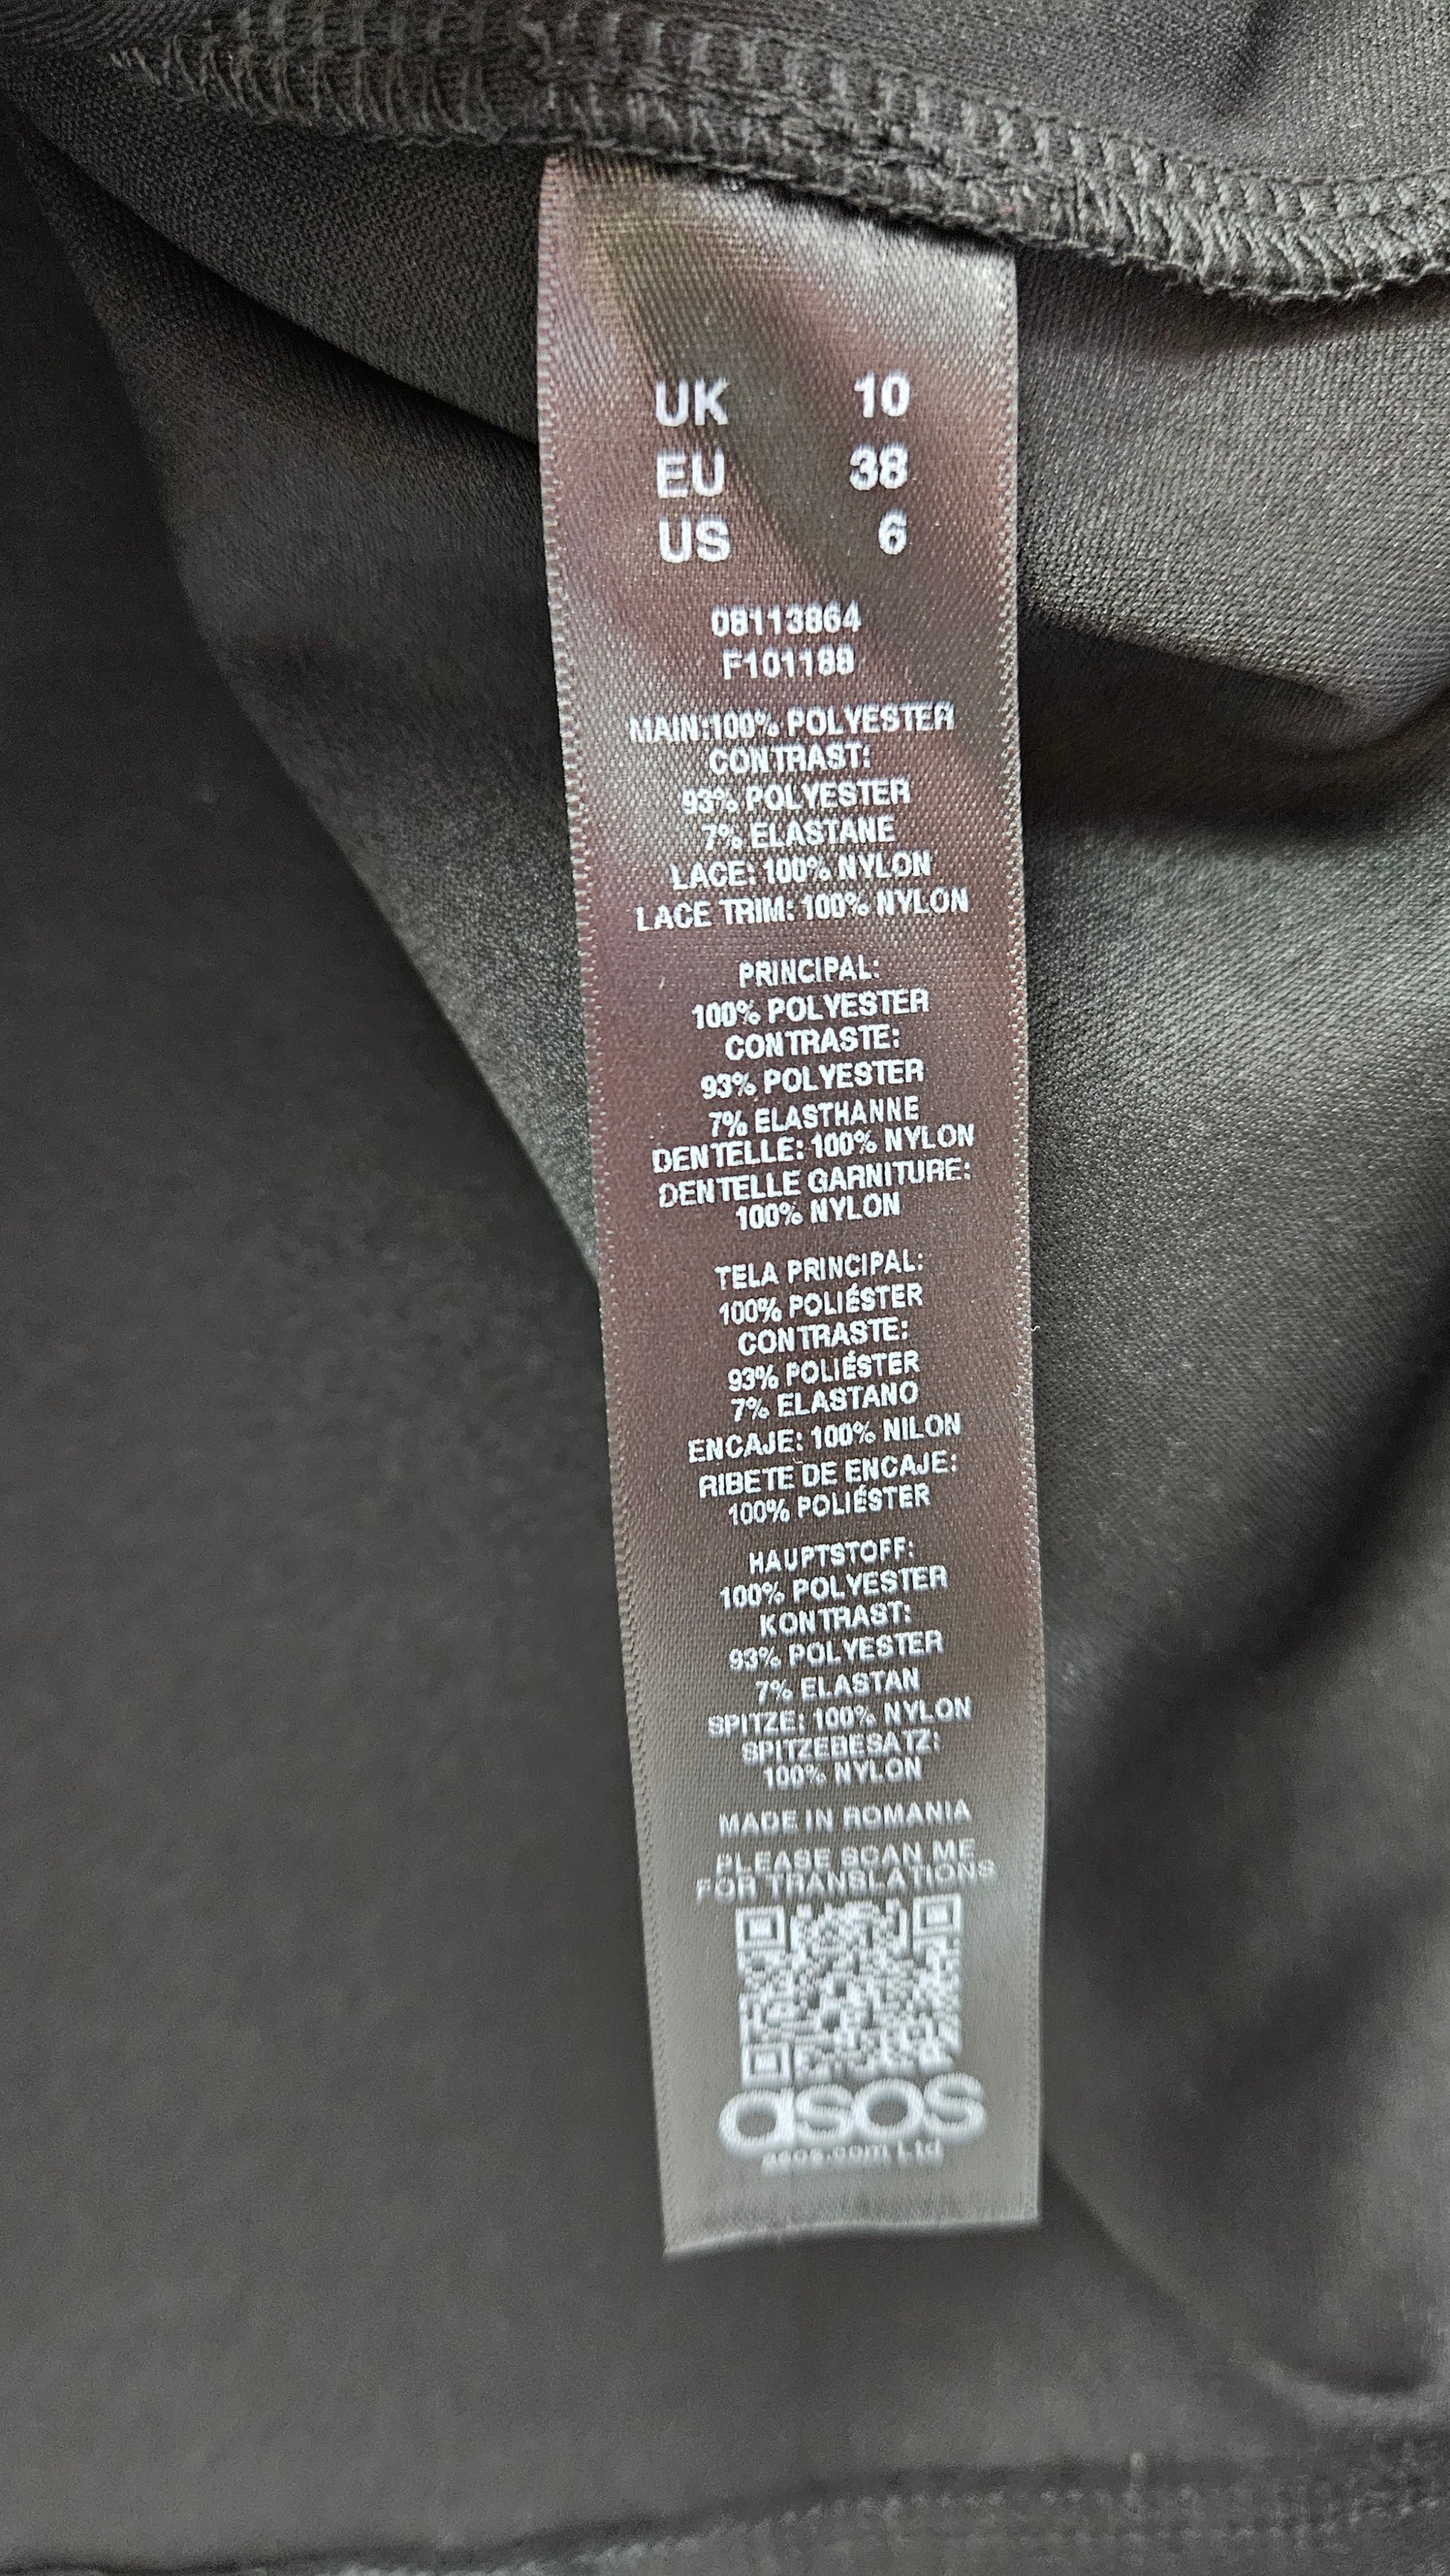 UK 10
EU 38
US 6
08113864
F101188
MAIN:100% POLYESTER
CONTRAST:
93% POLYESTER
7% ELASTANE
LACE: 100% NYLON
LACE TRIM: 100% NYLON
PRINCIPAL:
100% POLYESTER
CONTRASTE:
93% POLYESTER
7% ELASTHANNE
DENTELLE: 100% NYLON
DENTELLE GARNITURE:
100% NYLON
TELA PRINCIPAL:
100% POLIÉSTER
CONTRASTE:
93% POLIÉSTER
7% ELASTANO
ENCAJE: 100% NILON
RIBETE DE ENCAJE:
100% POLIÉSTER
HAUPTSTOFF:
100% POLYESTER
KONTRAST:
93% POLYESTER
7% ELASTAN
SPITZE: 100% NYLON
SPITZEBESATZ:
100% NYLON
MADE IN ROMANIA
PLEASE SCAN ME
FOR TRANSLATIONS
asos
asos.com Ltd